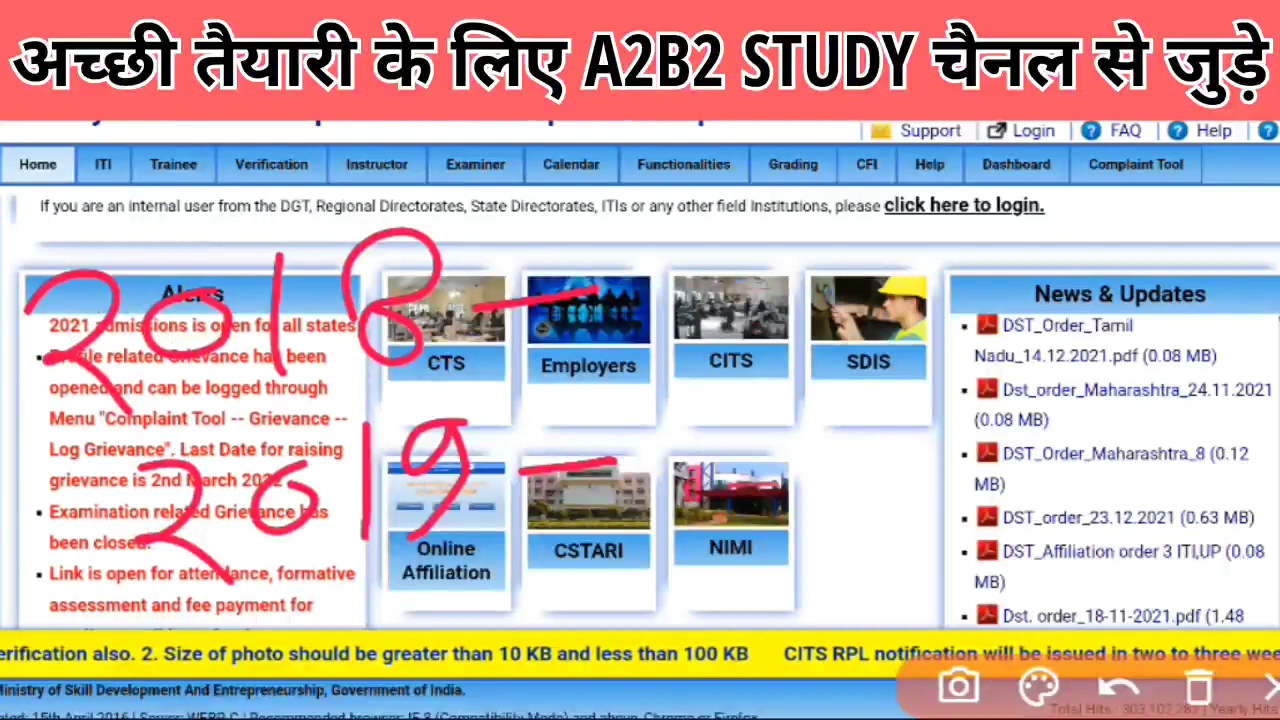 अच्छी तैयारी के लिए A2B2 STUDY चैनल से जुड़े
Support Login FAQ Help
Home ITI Trainee Verification Instructor Examiner Calendar Functionalities Grading CFI Help Dashboard Complaint Tool
If you are an internal user from the DGT, Regional Directorates, State Directorates, ITIs or any other field Institutions, please click here to login.
Alerts
2021 admissions is open for all states
Profile related Grievance has been
opened and can be logged through
Menu "Complaint Tool -- Grievance --
Log Grievance". Last Date for raising
grievance is 2nd March 2022
Examination related Grievance has
been closed.
Link is open for attendance, formative
assessment and fee payment for
2018 -
2019 -
CTS
Employers
CITS
SDIS
Online
Affiliation
CSTARI
NIMI
News & Updates
DST_Order_Tamil
Nadu_14.12.2021.pdf (0.08 MB)
Dst_order_Maharashtra_24.11.2021
(0.08 MB)
DST_Order_Maharashtra_8 (0.12
MB)
DST_order_23.12.2021 (0.63 MB)
DST_Affiliation order 3 ITI,UP (0.08
MB)
Dst. order_18-11-2021.pdf (1.48
erification also. 2. Size of photo should be greater than 10 KB and less than 100 KB CITS RPL notification will be issued in two to three wee
Ministry of Skill Development And Entrepreneurship, Government of India.